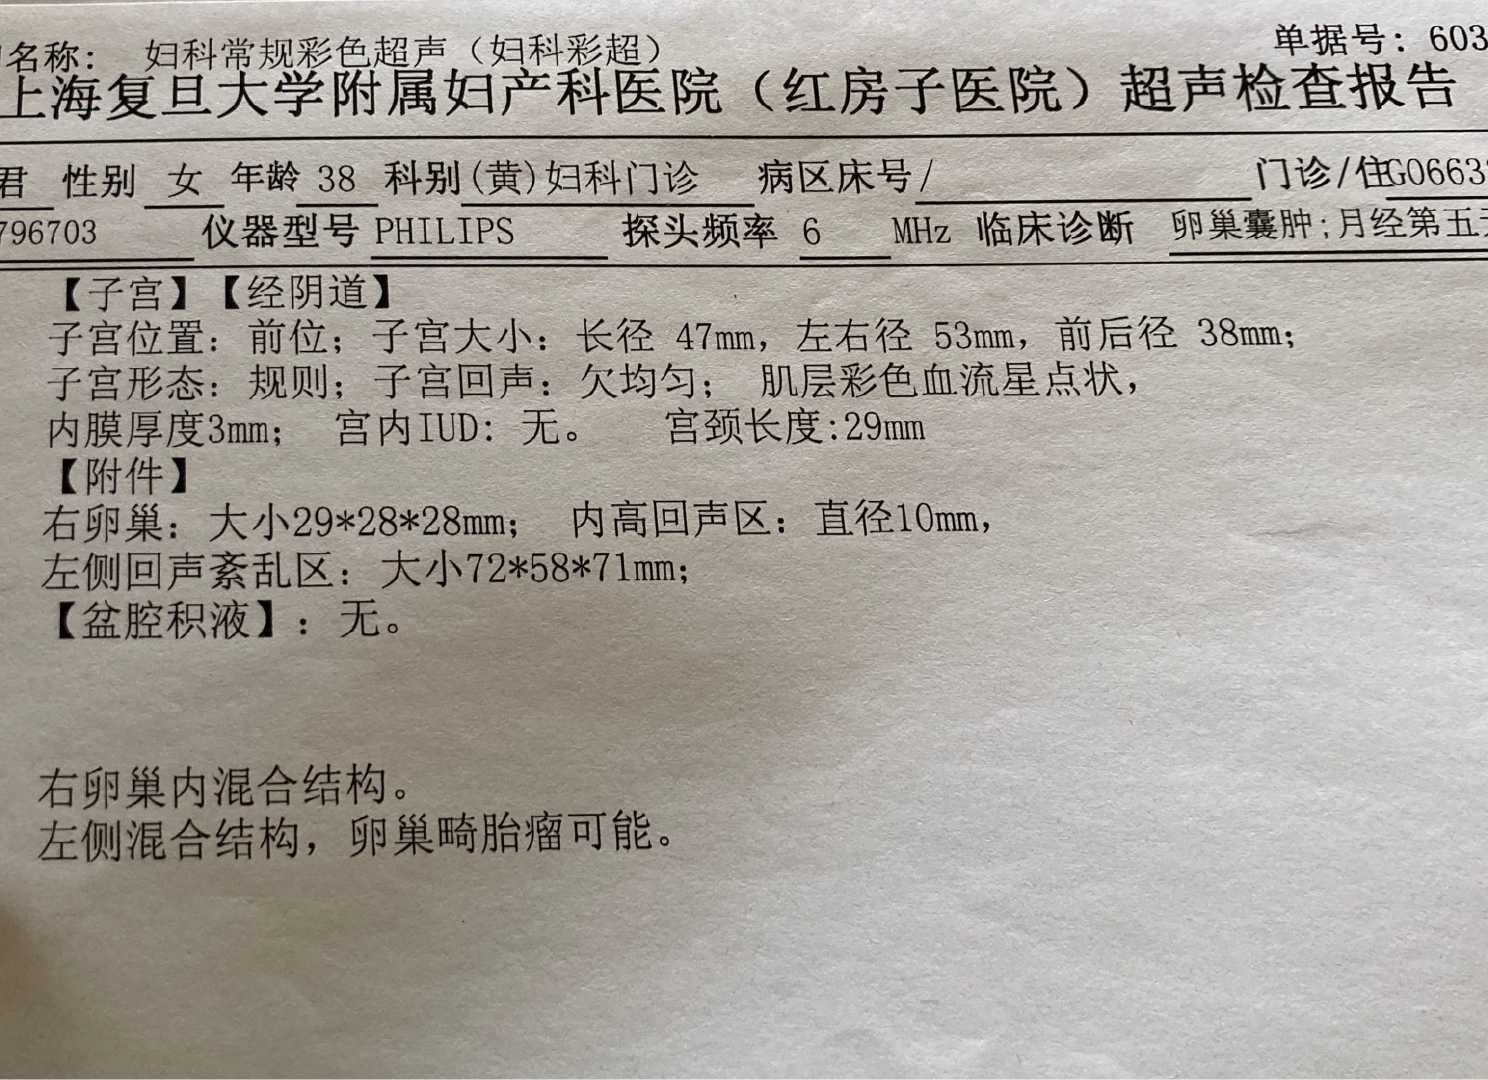 名称: 妇科常规彩色超声（妇科彩超） 单据号: 603
上海复旦大学附属妇产科医院（红房子医院）超声检查报告
君 性别 女 年龄 38 科别(黄)妇科门诊 病区床号/ 门诊/住G0663
796703 仪器型号 PHILIPS 探头频率 6 MHz 临床诊断 卵巢囊肿;月经第五
【子宫】【经阴道】
子宫位置: 前位; 子宫大小: 长径 47mm, 左右径 53mm, 前后径 38mm;
子宫形态: 规则; 子宫回声: 欠均匀; 肌层彩色血流星点状,
内膜厚度3mm; 宫内IUD: 无。 宫颈长度:29mm
【附件】
右卵巢: 大小29*28*28mm; 内高回声区: 直径10mm,
左侧回声紊乱区: 大小72*58*71mm;
【盆腔积液】: 无。
右卵巢内混合结构。
左侧混合结构, 卵巢畸胎瘤可能。